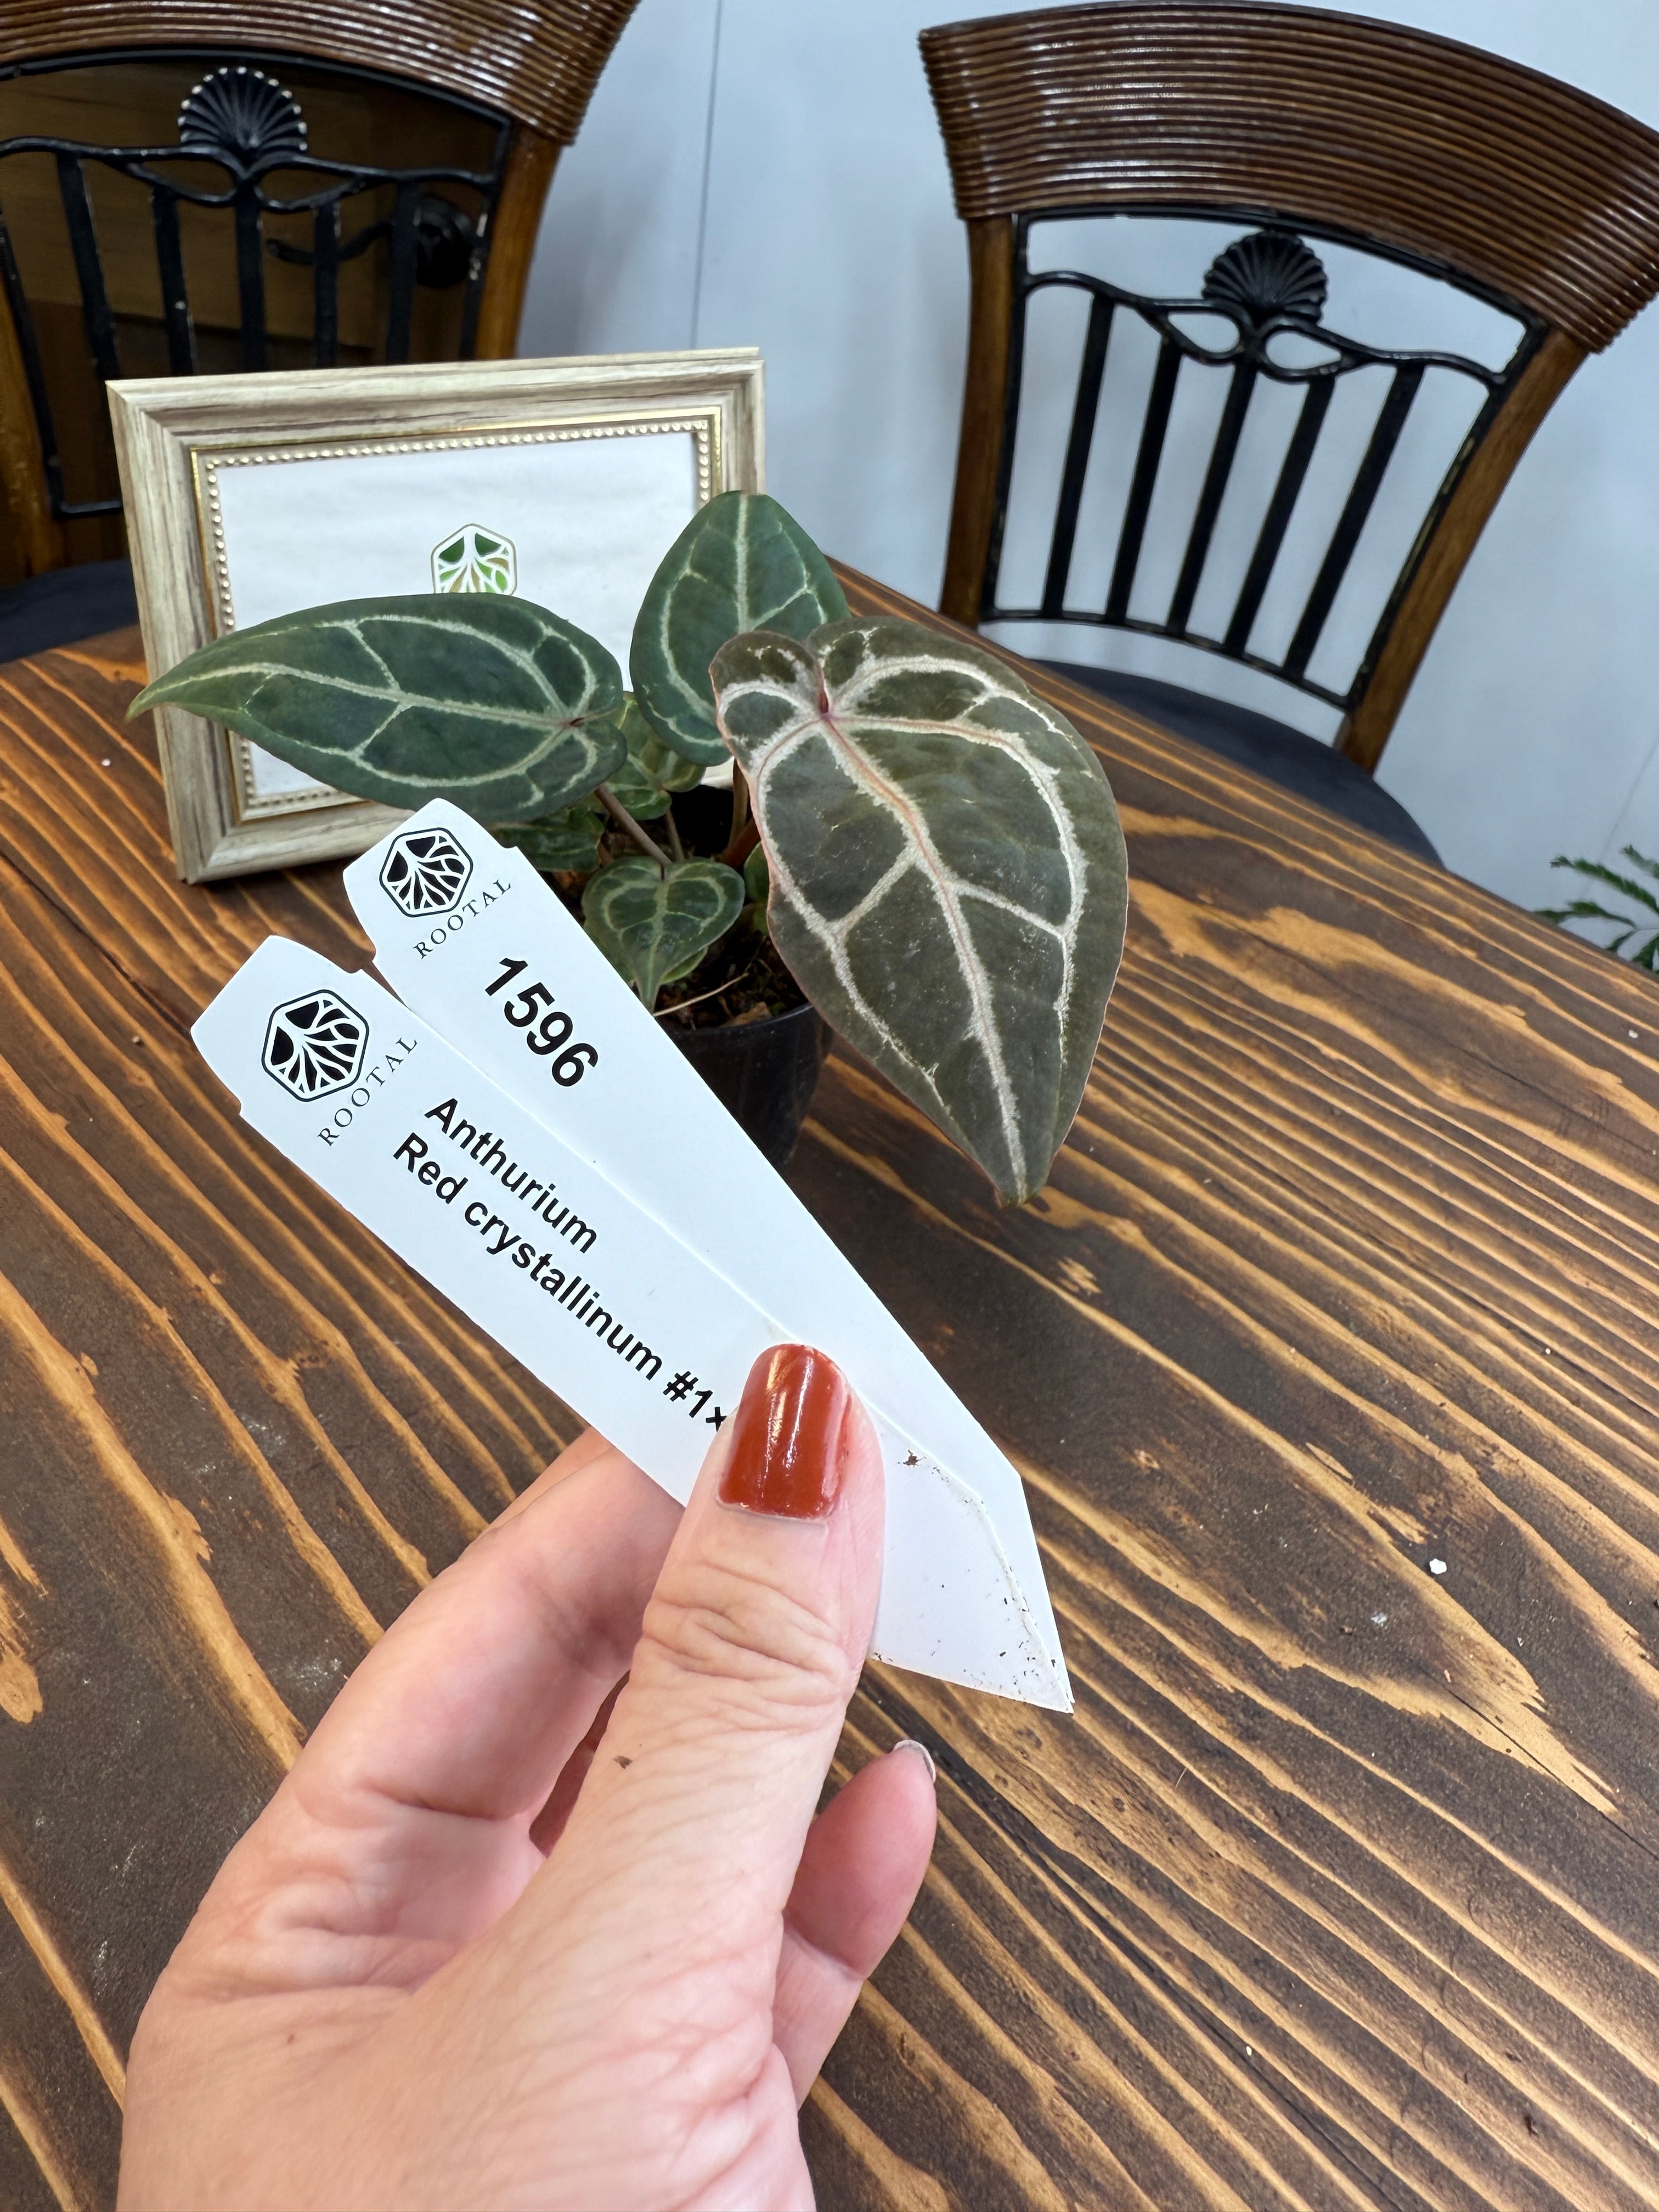 ROOTAL
1596
ROOTAL
Anthurium
Red crystallinum #1×